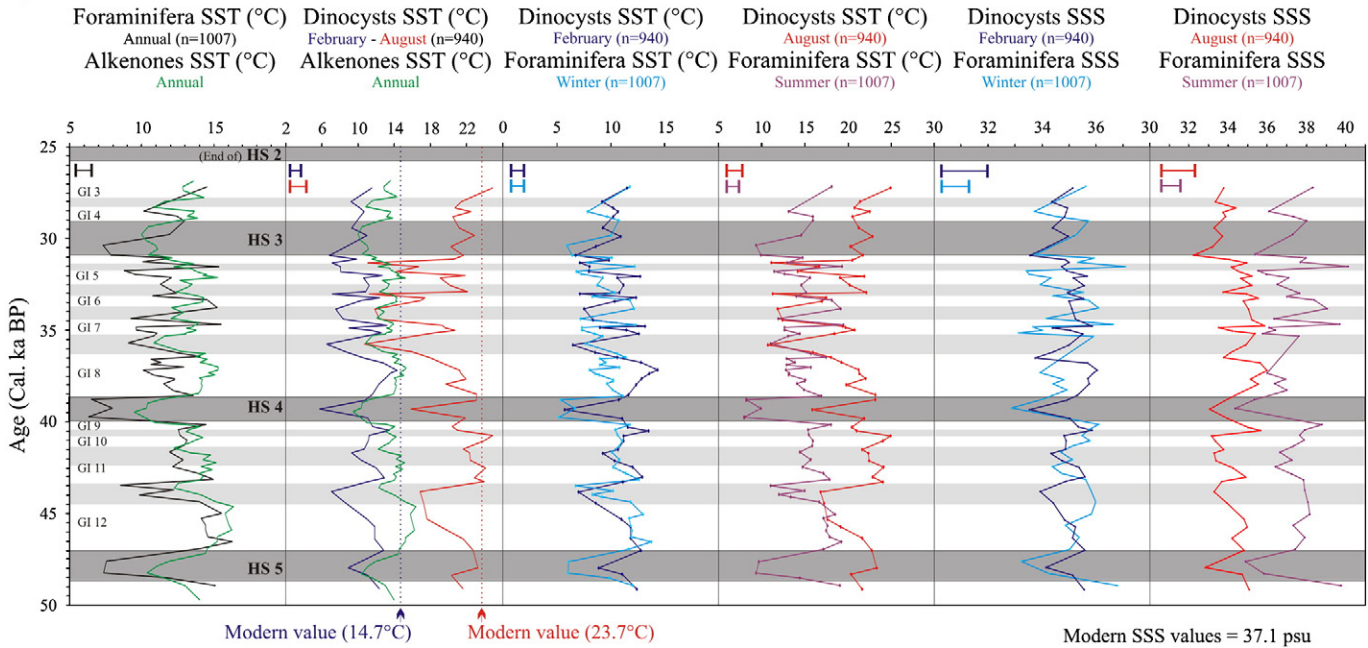 Foraminifera SST (°C)
Annual (n=1007)
Alkenones SST (°C)
Annual
Dinocysts SST (°C)
February - August (n=940)
Alkenones SST (°C)
Annual
Dinocysts SST (°C)
February (n=940)
Foraminifera SST (°C)
Winter (n=1007)
Dinocysts SST (°C)
August (n=940)
Foraminifera SST (°C)
Summer (n=1007)
Dinocysts SSS
February (n=940)
Foraminifera SSS
Winter (n=1007)
Dinocysts SSS
August (n=940)
Foraminifera SSS
Summer (n=1007)
5 10 15
2 6 10 14 18 22
0 5 10 15
5 10 15 20 25
30 34 36
30 32 34 36 38 40
Age (Cal. ka BP)
25
30
35
40
45
50
(End of) HS 2
GI 3
GI 4
HS 3
GI 5
GI 6
GI 7
GI 8
HS 4
GI 9
GI 10
GI 11
GI 12
HS 5
Modern value (14.7°C)
Modern value (23.7°C)
Modern SSS values = 37.1 psu